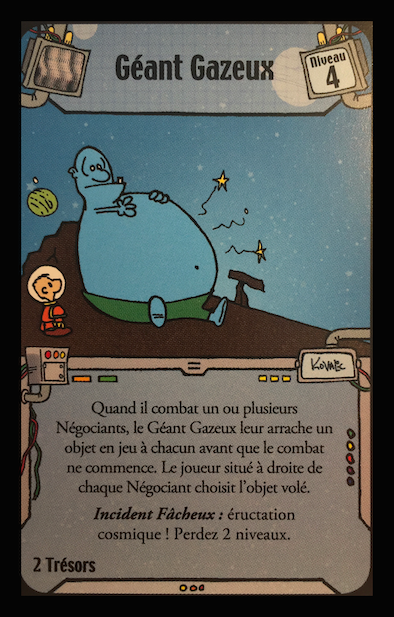 Géant Gazeux
Niveau
4
KOVALIC
Quand il combat un ou plusieurs
Négociants, le Géant Gazeux leur arrache un
objet en jeu à chacun avant que le combat
ne commence. Le joueur situé à droite de
chaque Négociant choisit l'objet volé.
Incident Fâcheux : éructation
cosmique ! Perdez 2 niveaux.
2 Trésors